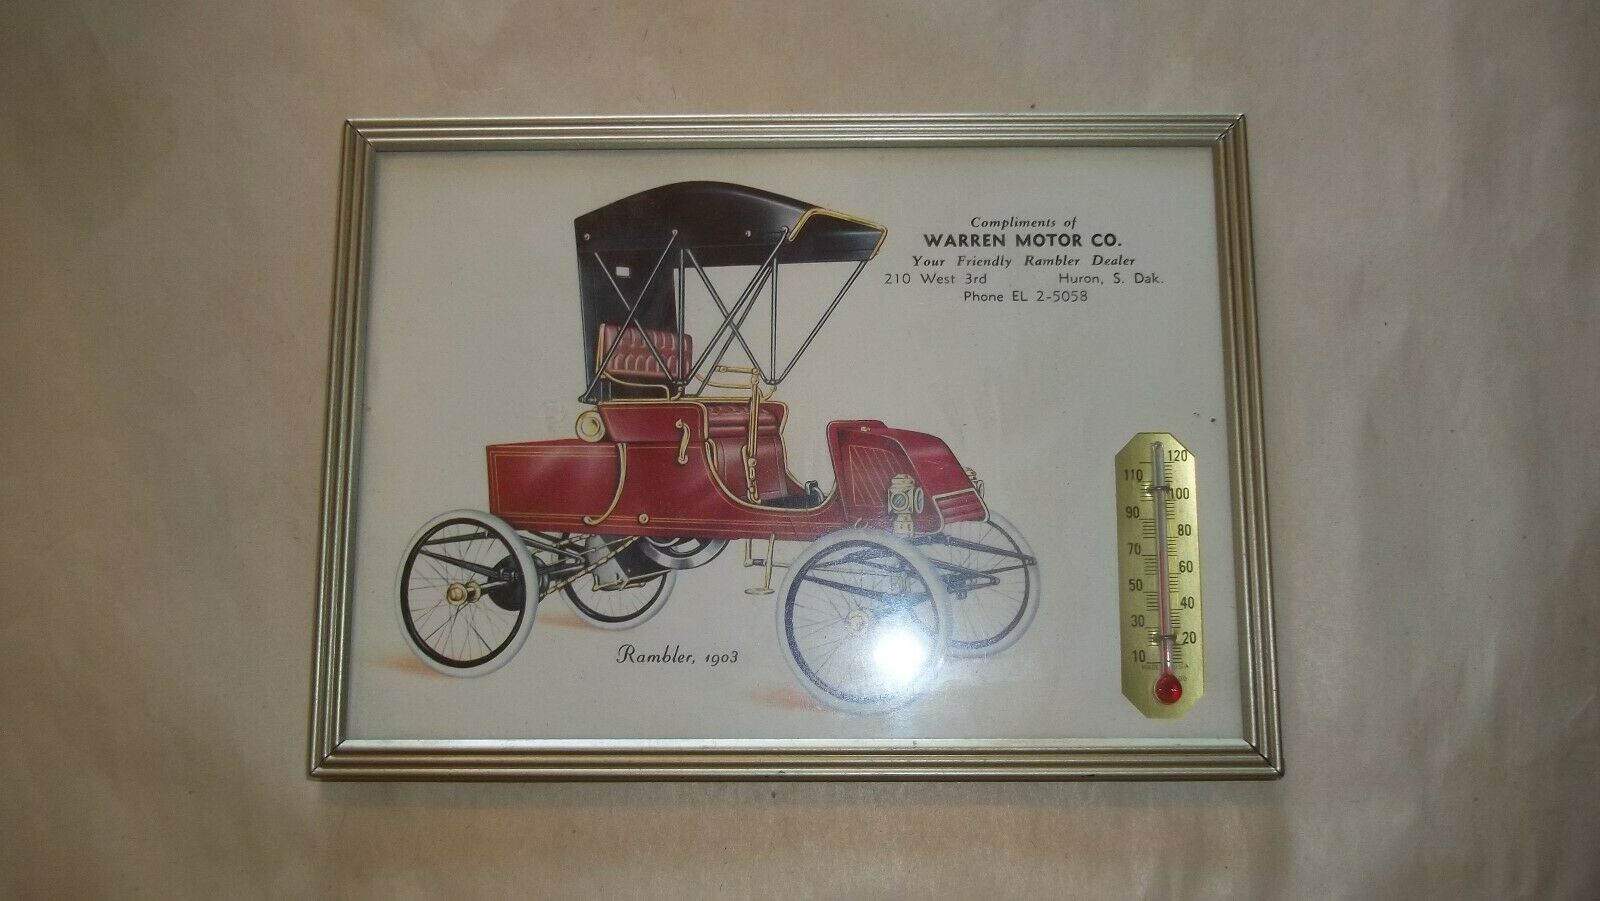 Compliments of
WARREN MOTOR CO.
Your Friendly Rambler Dealer
210 West 3rd Huron, S. Dak.
Phone EL 2-5058
120
110
100
90
80
70
60
50
40
30
20
10
MADE
Rambler, 1903